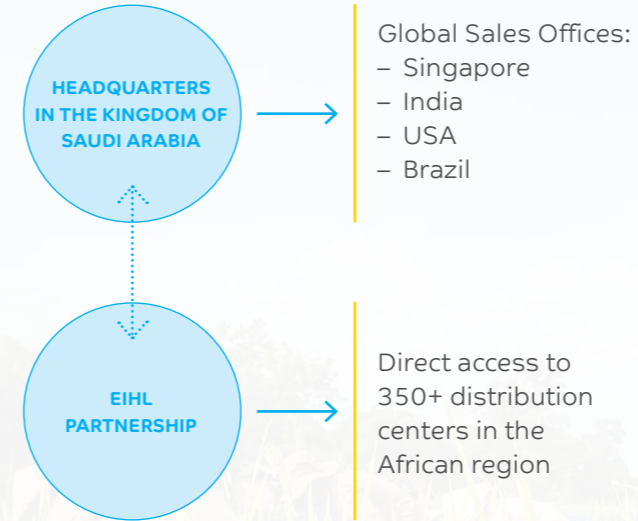 HEADQUARTERS
IN THE KINGDOM OF
SAUDI ARABIA
Global Sales Offices:
– Singapore
– India
– USA
– Brazil
EIHL
PARTNERSHIP
Direct access to
350+ distribution
centers in the
African region